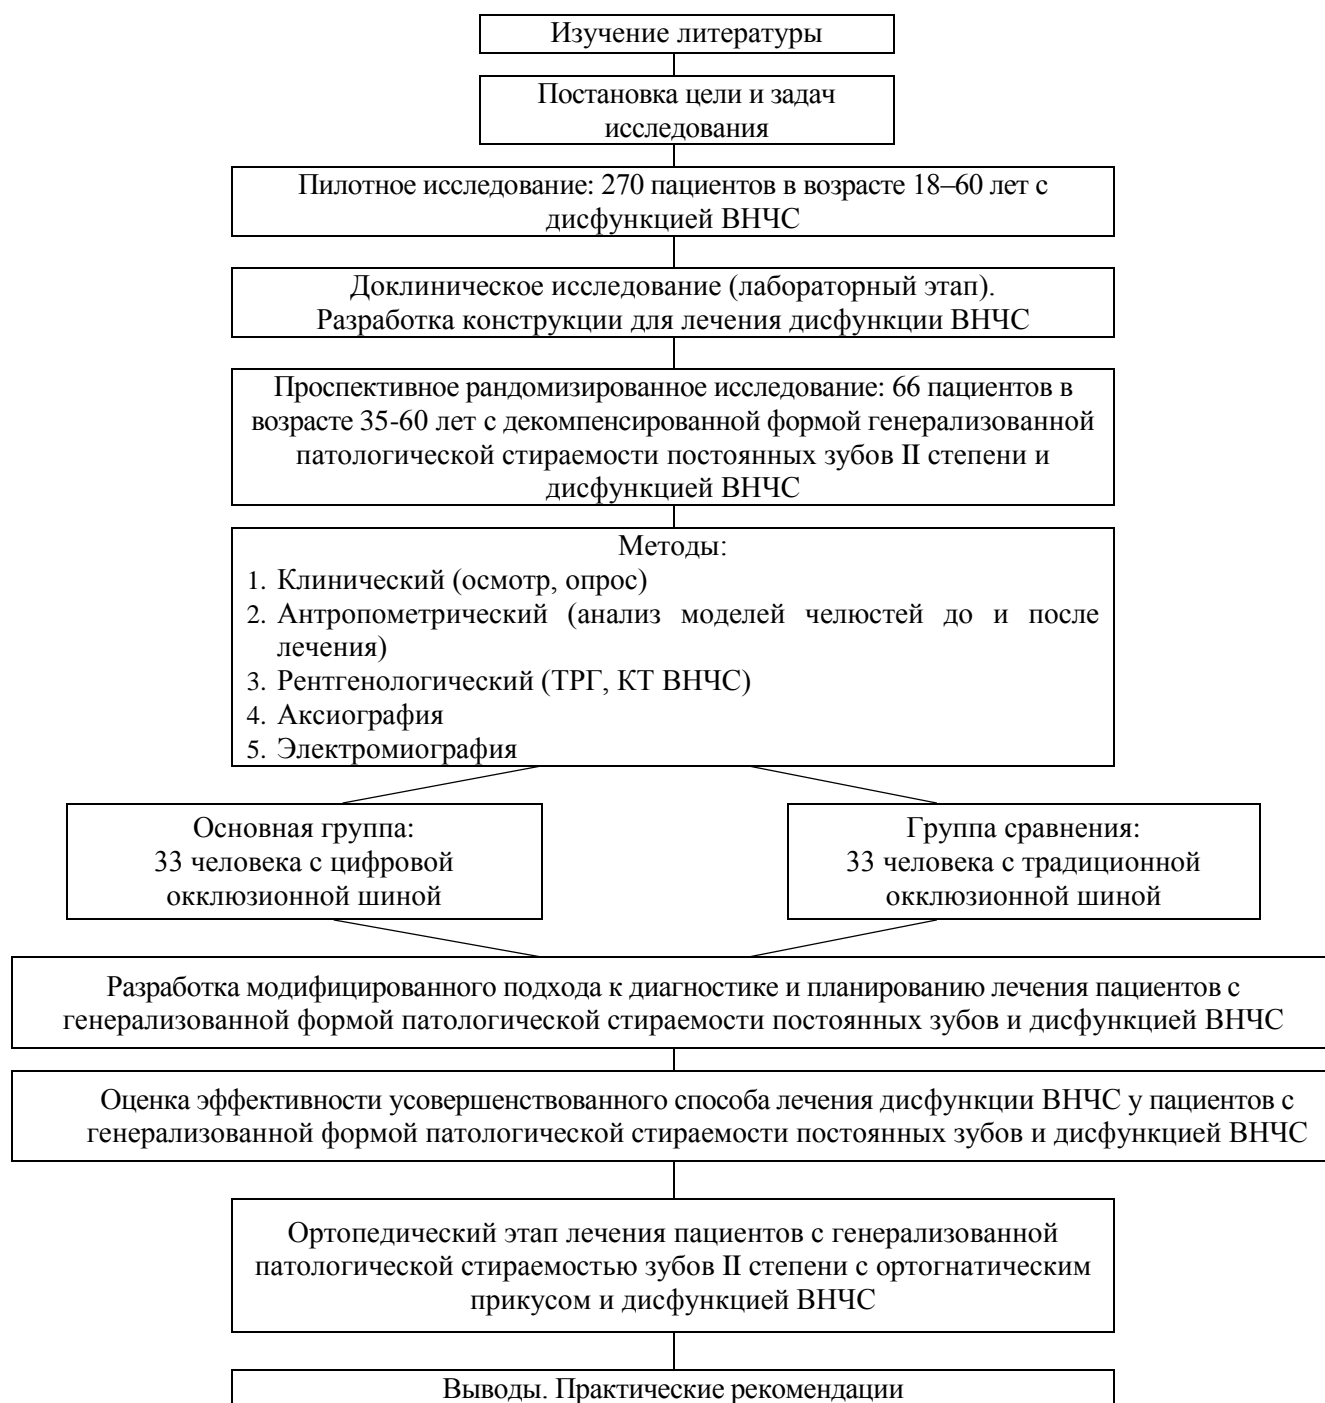 Изучение литературы
Постановка цели и задач
исследования
Пилотное исследование: 270 пациентов в возрасте 18–60 лет с
дисфункцией ВНЧС
Доклиническое исследование (лабораторный этап).
Разработка конструкции для лечения дисфункции ВНЧС
Проспективное рандомизированное исследование: 66 пациентов в
возрасте 35-60 лет с декомпенсированной формой генерализованной
патологической стираемости постоянных зубов II степени и
дисфункцией ВНЧС
Методы:
1. Клинический (осмотр, опрос)
2. Антропометрический (анализ моделей челюстей до и после
лечения)
3. Рентгенологический (ТРГ, КТ ВНЧС)
4. Аксиография
5. Электромиография
Основная группа:
33 человека с цифровой
окклюзионной шиной
Группа сравнения:
33 человека с традиционной
окклюзионной шиной
Разработка модифицированного подхода к диагностике и планированию лечения пациентов с
генерализованной формой патологической стираемости постоянных зубов и дисфункцией ВНЧС
Оценка эффективности усовершенствованного способа лечения дисфункции ВНЧС у пациентов с
генерализованной формой патологической стираемости постоянных зубов и дисфункцией ВНЧС
Ортопедический этап лечения пациентов с генерализованной
патологической стираемостью зубов II степени с ортогнатическим
прикусом и дисфункцией ВНЧС
Выводы. Практические рекомендации